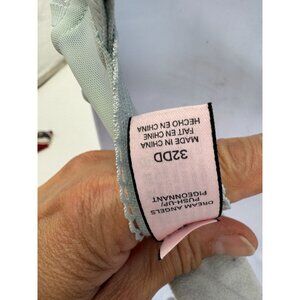 DREAM ANGELS
PUSH-UP/
PIGEONNANT
32DD
MADE IN CHINA
FAIT EN CHINE
HECHO EN CHINA